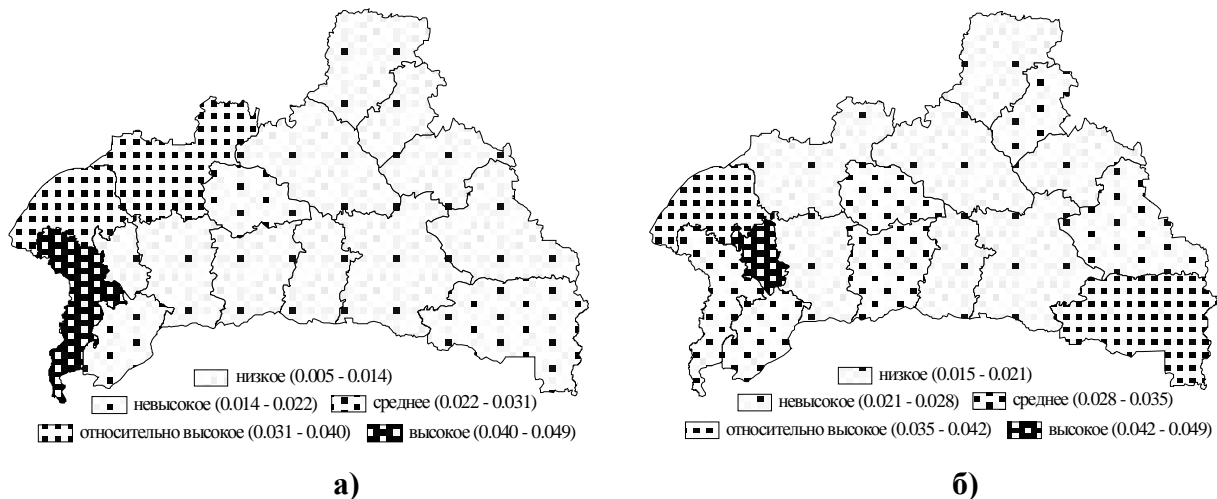 низкое (0.005 - 0.014)
невысокое (0.014 - 0.022) среднее (0.022 - 0.031)
относительно высокое (0.031 - 0.040) высокое (0.040 - 0.049)
а)
низкое (0.015 - 0.021)
невысокое (0.021 - 0.028) среднее (0.028 - 0.035)
относительно высокое (0.035 - 0.042) высокое (0.042 - 0.049)
б)